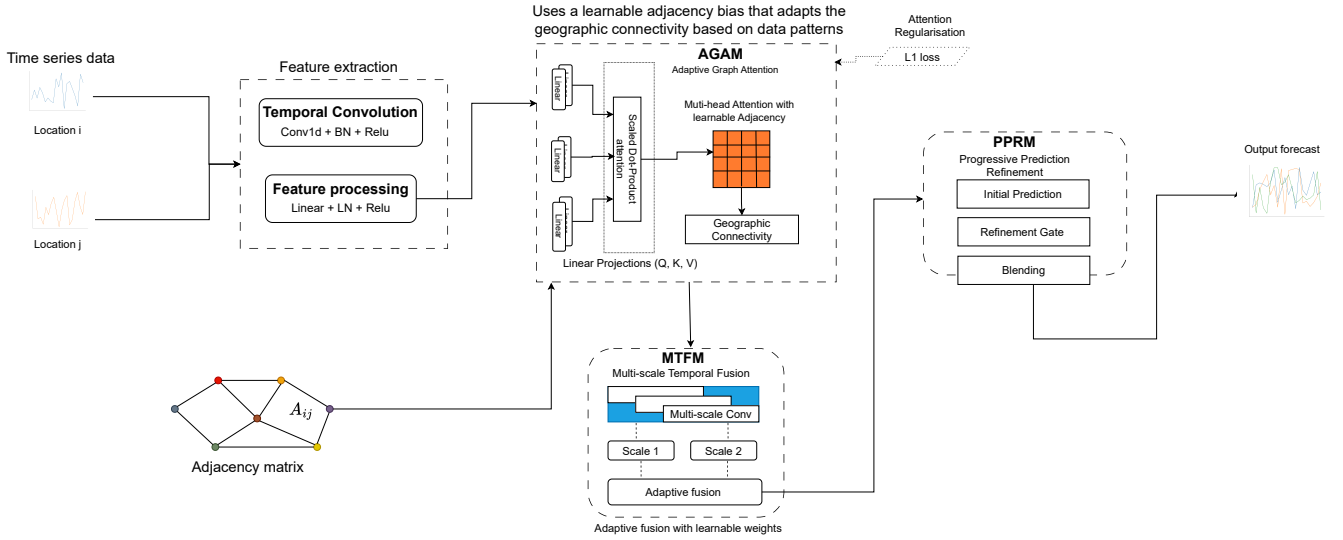 Uses a learnable adjacency bias that adapts the
geographic connectivity based on data patterns
Time series data
Location i
Location j
Feature extraction
Temporal Convolution
Conv1d + BN + Relu
Feature processing
Linear + LN + Relu
AGAM
Adaptive Graph Attention
Linear
Linear
Linear
Scaled Dot-Product
attention
Muti-head Attention with
learnable Adjacency
Geographic
Connectivity
Linear Projections (Q, K, V)
Attention
Regularisation
L1 loss
A_{ij}
Adjacency matrix
MTFM
Multi-scale Temporal Fusion
Multi-scale Conv
Scale 1
Scale 2
Adaptive fusion
Adaptive fusion with learnable weights
PPRM
Progressive Prediction
Refinement
Initial Prediction
Refinement Gate
Blending
Output forecast